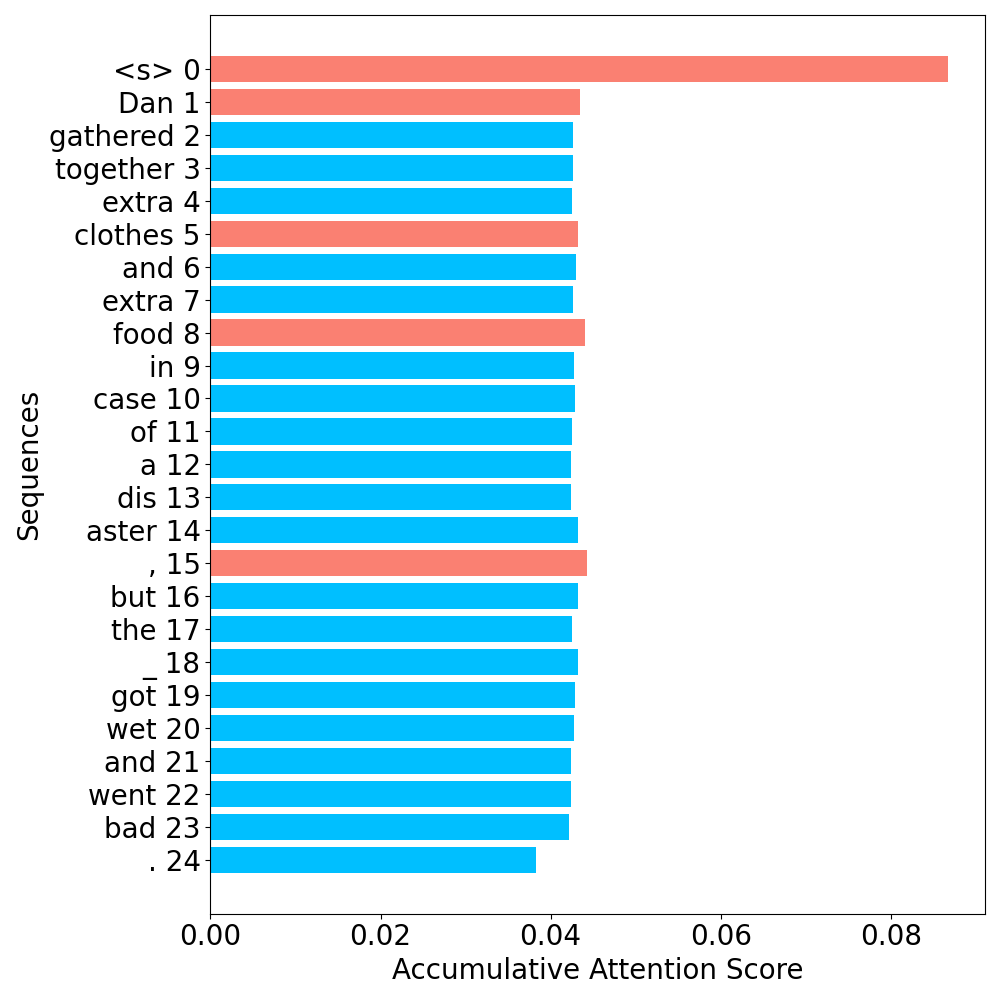 <s> 0
Dan 1
gathered 2
together 3
extra 4
clothes 5
and 6
extra 7
food 8
in 9
case 10
of 11
a 12
dis 13
aster 14
, 15
but 16
the 17
_ 18
got 19
wet 20
and 21
went 22
bad 23
. 24
Sequences
0.00 0.02 0.04 0.06 0.08
Accumulative Attention Score